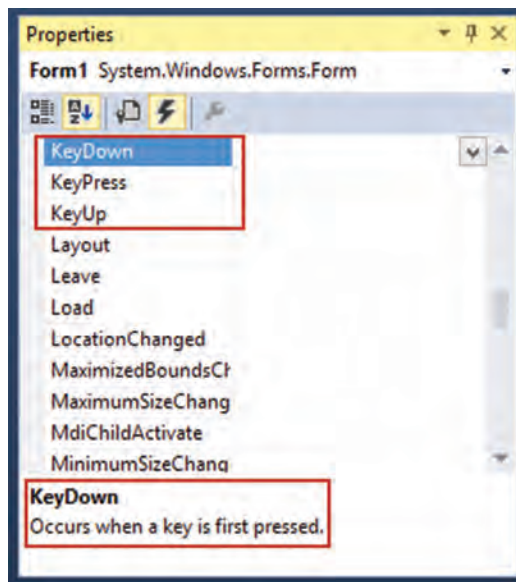 Properties
Form1 System.Windows.Forms.Form
KeyDown
KeyPress
KeyUp
Layout
Leave
Load
LocationChanged
MaximizedBoundsCh
MaximumSizeChang
MdiChildActivate
MinimumSizeChang
KeyDown
Occurs when a key is first pressed.